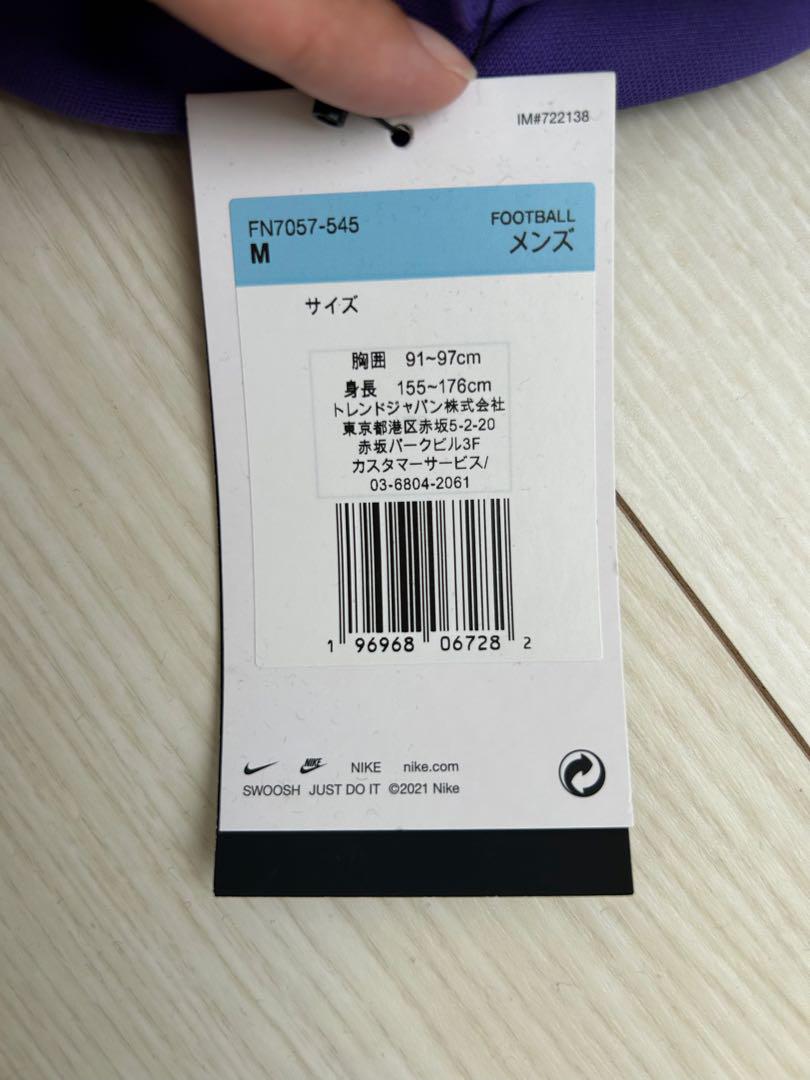 IM#722138
FN7057-545
M
FOOTBALL
メンズ
サイズ
胸囲 91~97cm
身長 155~176cm
トレンドジャパン株式会社
東京都港区赤坂5-2-20
赤坂パークビル3F
カスタマーサービス/
03-6804-2061
1 96968 06728 2
NIKE NIKE nike.com
SWOOSH JUST DO IT ©2021 Nike